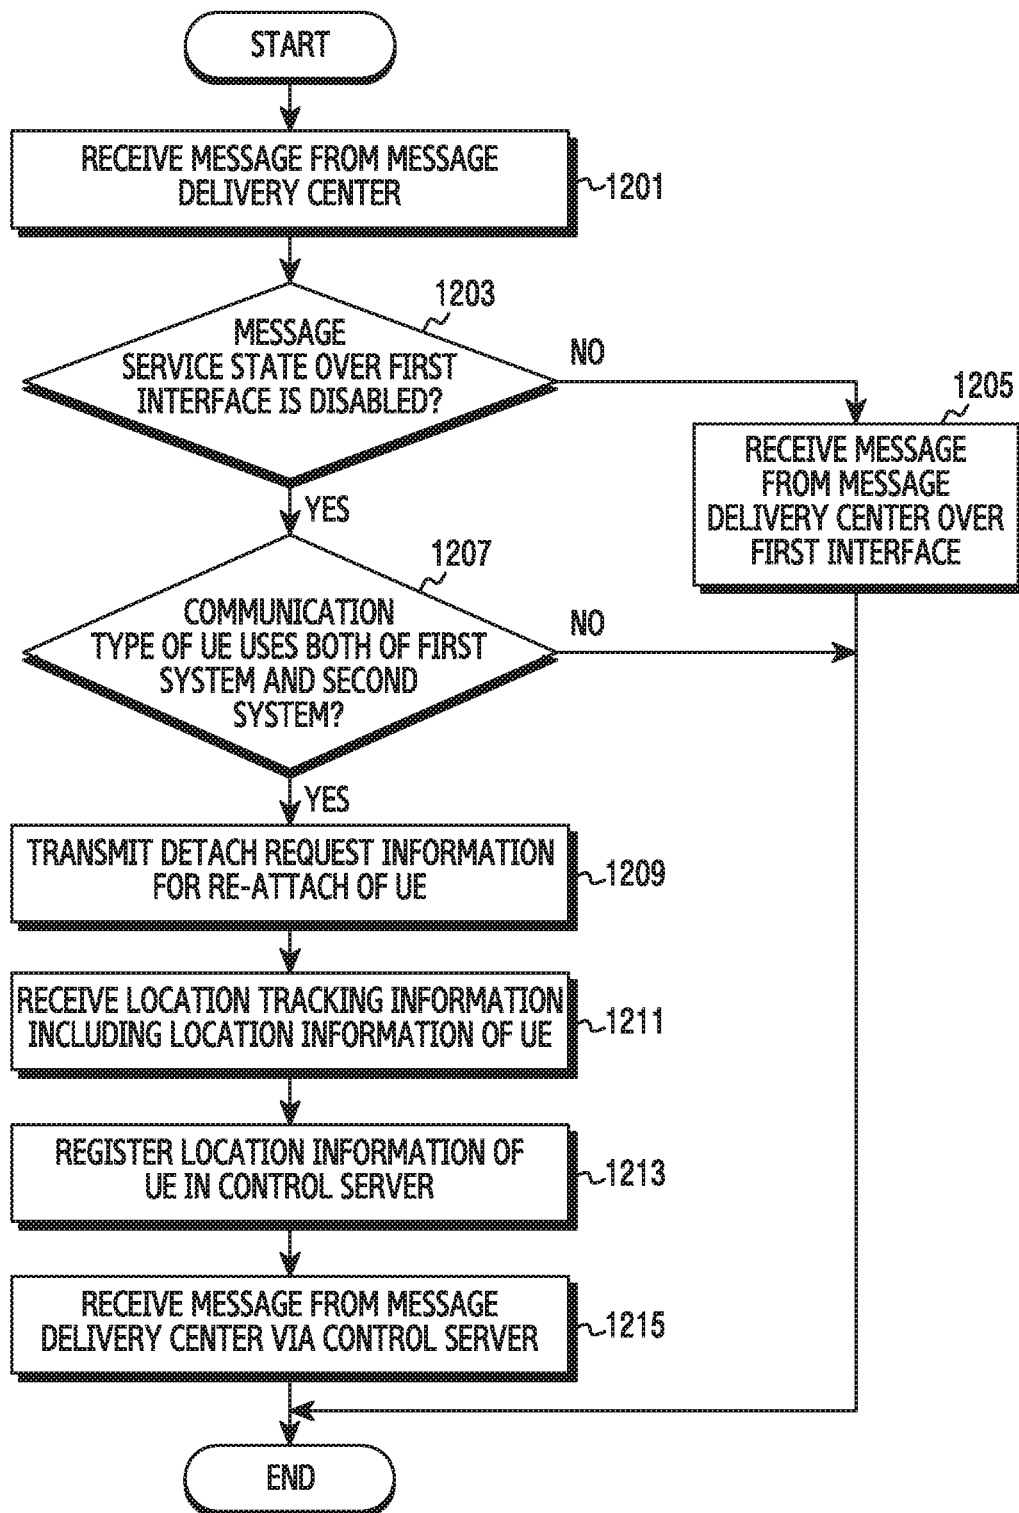 START
RECEIVE MESSAGE FROM MESSAGE
DELIVERY CENTER
1201
1203
MESSAGE
SERVICE STATE OVER FIRST
INTERFACE IS DISABLED?
NO
YES
1205
RECEIVE MESSAGE
FROM MESSAGE
DELIVERY CENTER OVER
FIRST INTERFACE
1207
COMMUNICATION
TYPE OF UE USES BOTH OF FIRST
SYSTEM AND SECOND
SYSTEM?
NO
YES
TRANSMIT DETACH REQUEST INFORMATION
FOR RE-ATTACH OF UE
1209
RECEIVE LOCATION TRACKING INFORMATION
INCLUDING LOCATION INFORMATION OF UE
1211
REGISTER LOCATION INFORMATION OF
UE IN CONTROL SERVER
1213
RECEIVE MESSAGE FROM MESSAGE
DELIVERY CENTER VIA CONTROL SERVER
1215
END